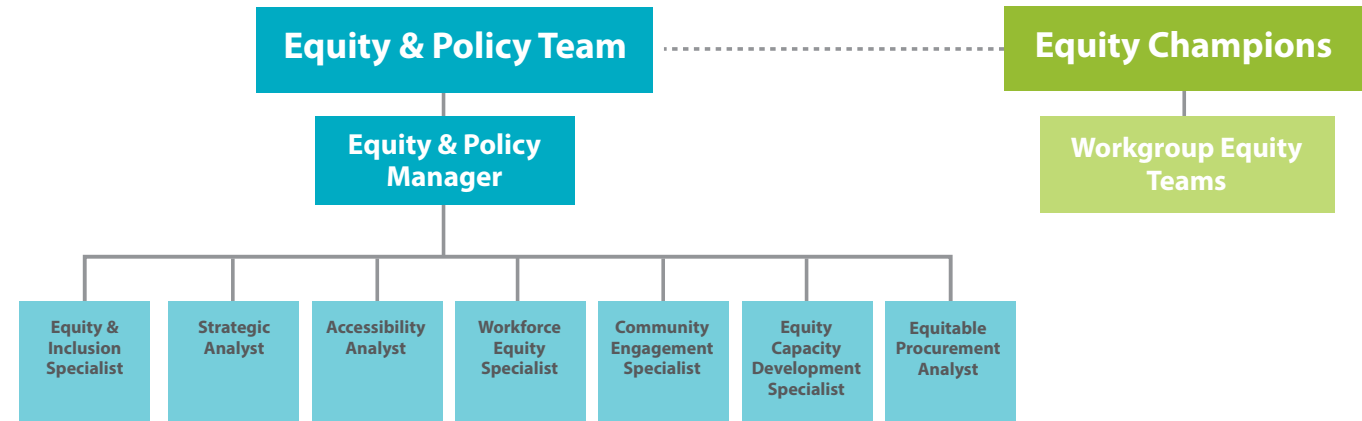 Equity & Policy Team
Equity Champions
Equity & Policy
Manager
Workgroup Equity
Teams
Equity &
Inclusion
Specialist
Strategic
Analyst
Accessibility
Analyst
Workforce
Equity
Specialist
Community
Engagement
Specialist
Equity
Capacity
Development
Specialist
Equitable
Procurement
Analyst